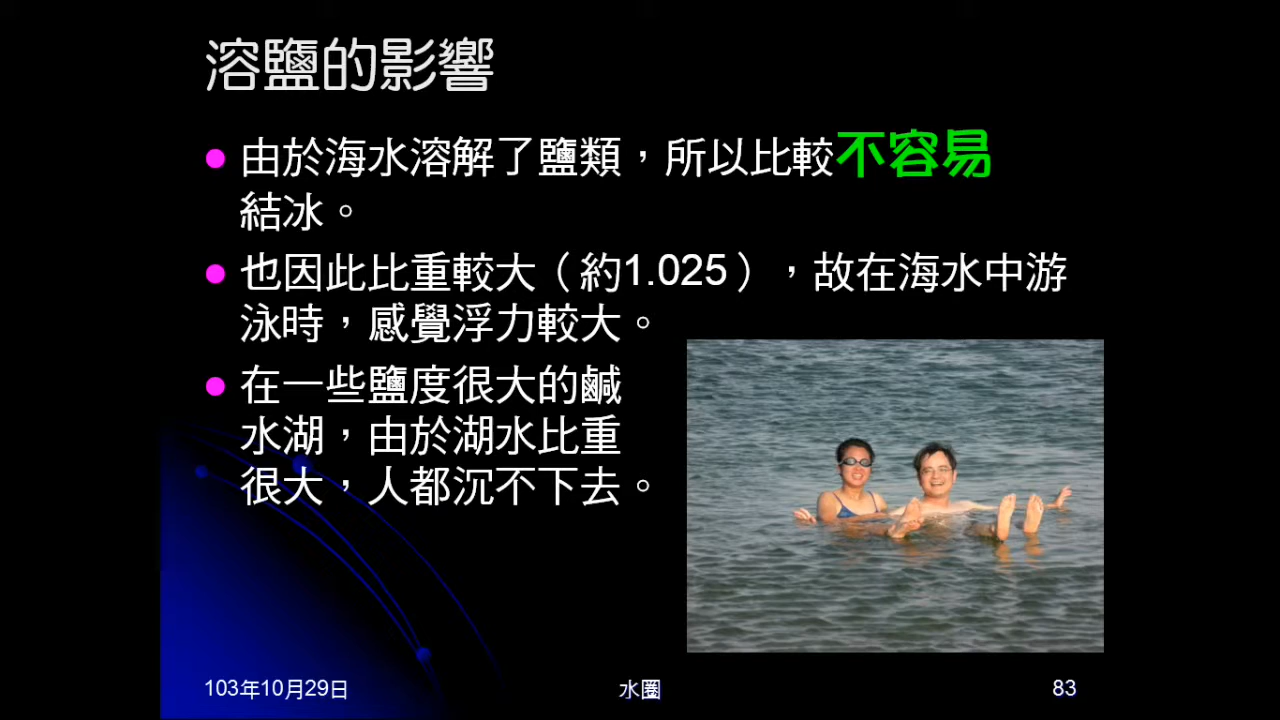 溶鹽的影響
由於海水溶解了鹽類，所以比較不容易
結冰。
也因此比重較大（約1.025），故在海水中游
泳時，感覺浮力較大。
在一些鹽度很大的鹹
水湖，由於湖水比重
很大，人都沉不下去。
103年10月29日
水圈
83